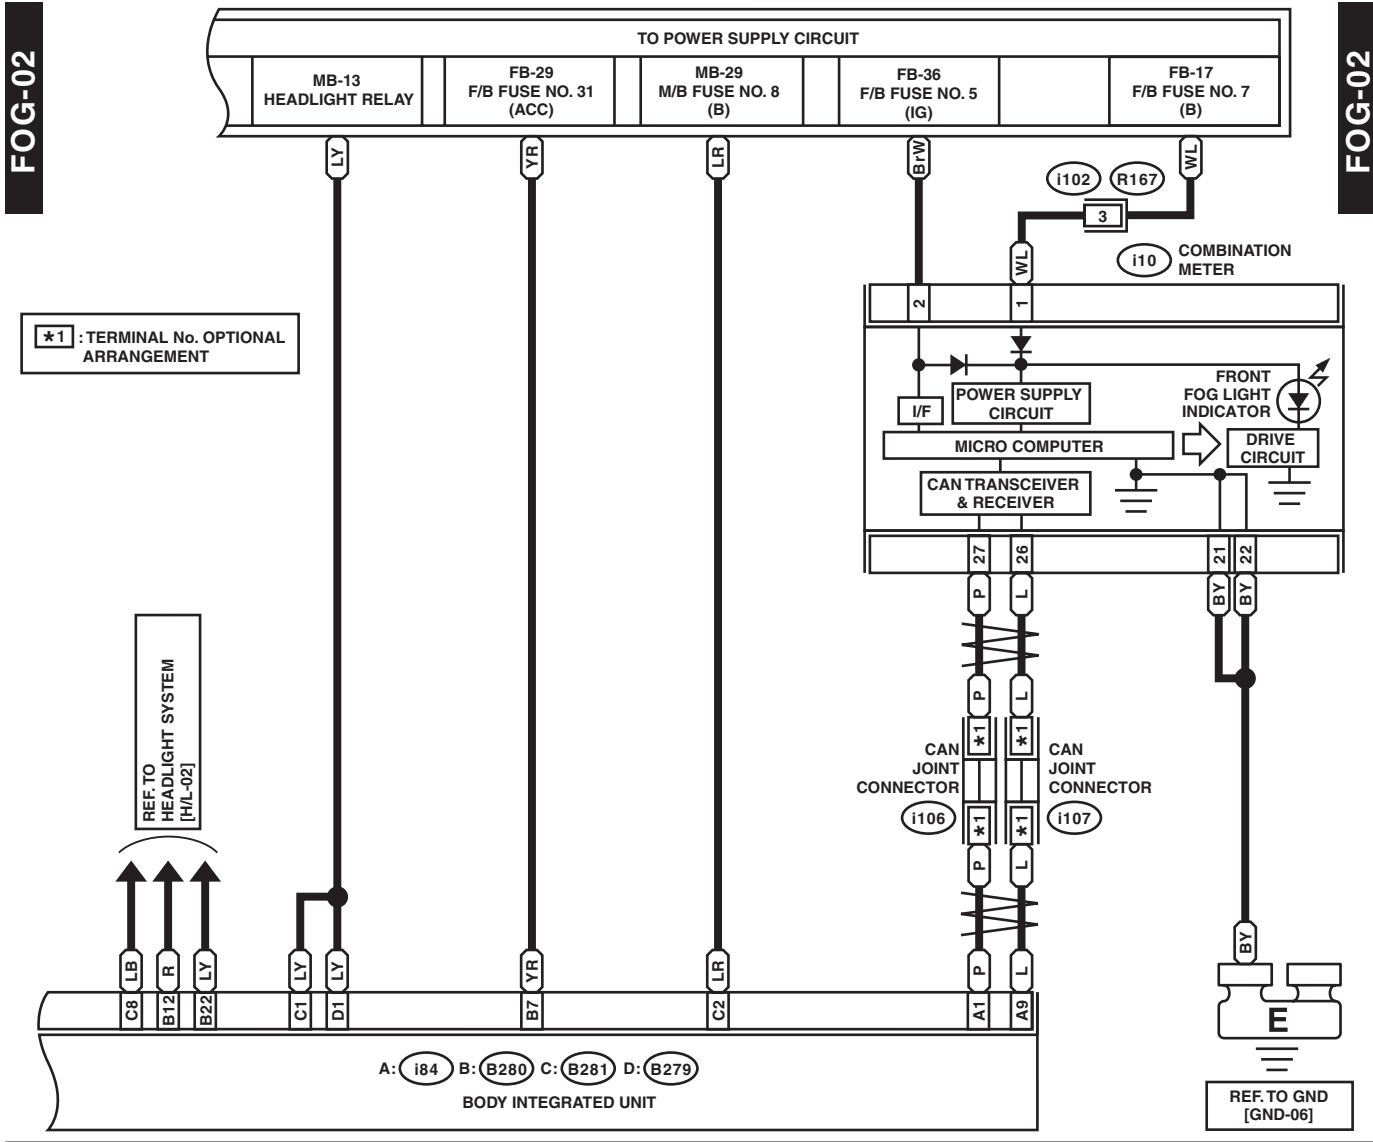 FOG-02
FOG-02
TO POWER SUPPLY CIRCUIT
MB-13
HEADLIGHT RELAY
FB-29
F/B FUSE NO. 31
(ACC)
MB-29
M/B FUSE NO. 8
(B)
FB-36
F/B FUSE NO. 5
(IG)
FB-17
F/B FUSE NO. 7
(B)
LY
YR
LR
BrW
WL
i102
R167
3
WL
i10
COMBINATION
METER
2
1
*1 : TERMINAL No. OPTIONAL
ARRANGEMENT
I/F
POWER SUPPLY
CIRCUIT
FRONT
FOG LIGHT
INDICATOR
MICRO COMPUTER
DRIVE
CIRCUIT
CAN TRANSCEIVER
& RECEIVER
27
26
21
22
P
L
BY
BY
P
L
*1
*1
CAN
JOINT
CONNECTOR
i106
CAN
JOINT
CONNECTOR
i107
*1
*1
P
L
REF. TO
HEADLIGHT SYSTEM
[H/L-02]
LB
R
LY
LY
LY
YR
LR
P
L
BY
C8
B12
B22
C1
D1
B7
C2
A1
A9
E
A: i84 B: B280 C: B281 D: B279
BODY INTEGRATED UNIT
REF. TO GND
[GND-06]